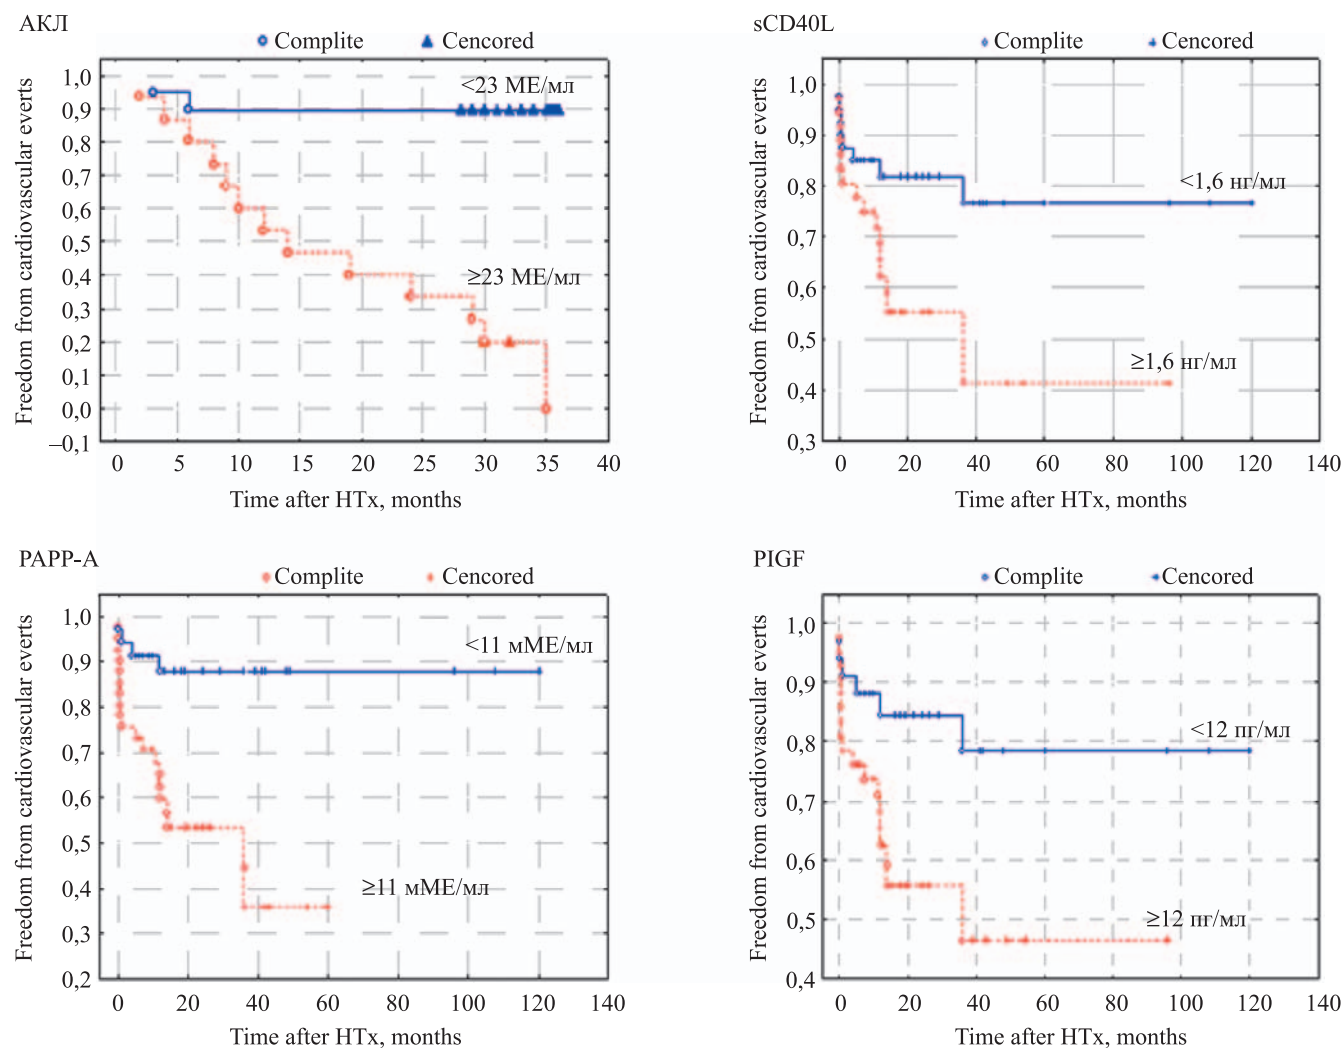 АКЛ
Complite Cencored
Freedom from cardiovascular everts
1,0
0,9
0,8
0,7
0,6
0,5
0,4
0,3
0,2
0,1
0,0
–0,1
<23 МЕ/мл
≥23 МЕ/мл
0 5 10 15 20 25 30 35 40
Time after HTx, months
sCD40L
Complite Cencored
Freedom from cardiovascular everts
1,0
0,9
0,8
0,7
0,6
0,5
0,4
0,3
<1,6 нг/мл
≥1,6 нг/мл
0 20 40 60 80 100 120 140
Time after HTx, months
PAPP-A
Complite Cencored
Freedom from cardiovascular everts
1,0
0,9
0,8
0,7
0,6
0,5
0,4
0,3
0,2
<11 мМЕ/мл
≥11 мМЕ/мл
0 20 40 60 80 100 120 140
Time after HTx, months
PIGF
Complite Cencored
Freedom from cardiovascular everts
1,0
0,9
0,8
0,7
0,6
0,5
0,4
<12 пг/мл
≥12 пг/мл
0 20 40 60 80 100 120 140
Time after HTx, months